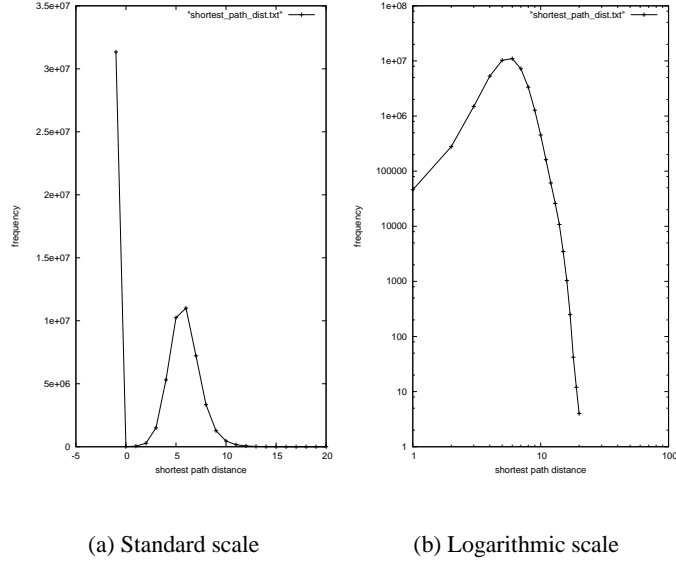 3.5e+07
3e+07
2.5e+07
2e+07
1.5e+07
1e+07
5e+06
0
-5
0
5
10
15
20
frequency
shortest path distance
"shortest_path_dist.txt"
1e+08
1e+07
1e+06
100000
10000
1000
100
10
1
1
10
100
frequency
shortest path distance
"shortest_path_dist.txt"
(a) Standard scale
(b) Logarithmic scale